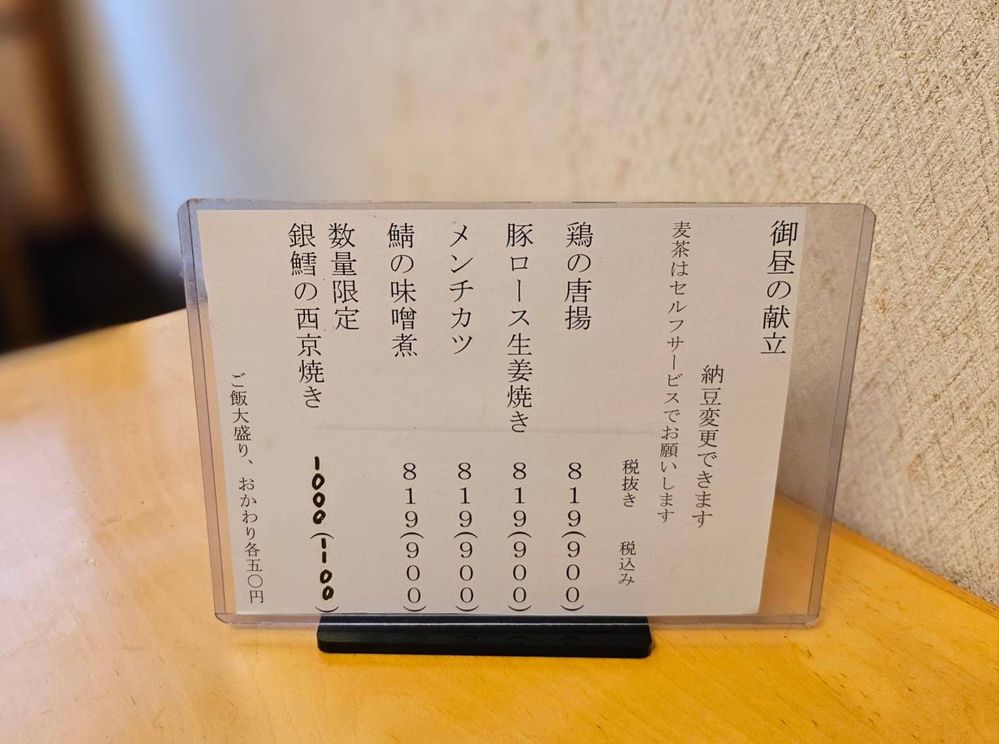 御昼の献立
納豆変更できます
麦茶はセルフサービスでお願いします
税抜き 税込み
鶏の唐揚 819(900)
豚ロース生姜焼き 819(900)
メンチカツ 819(900)
鯖の味噌煮 819(900)
数量限定
銀鱈の西京焼き 1000(1100)
ご飯大盛り、おかわり各五〇円